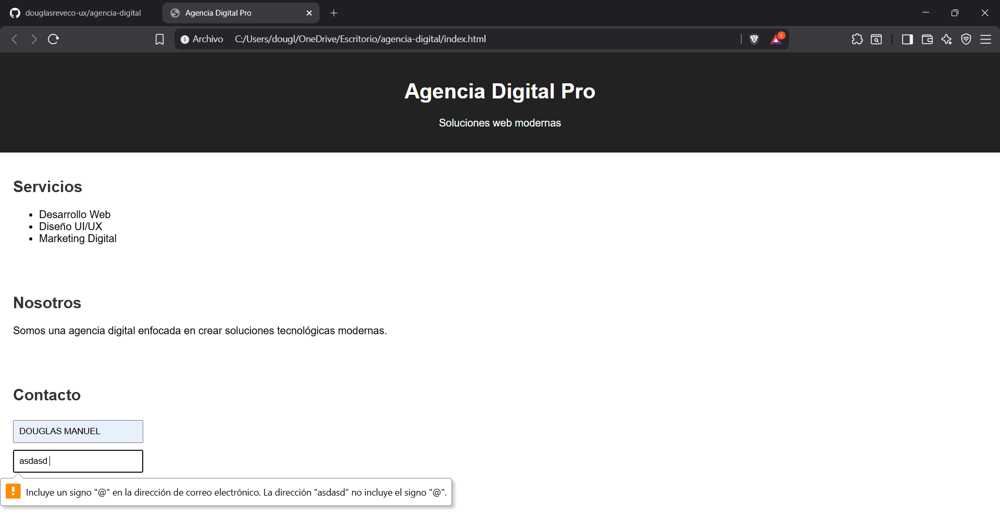 douglasreveco-ux/agencia-digital
Agencia Digital Pro
Archivo C:/Users/dougl/OneDrive/Escritorio/agencia-digital/index.html
1
Agencia Digital Pro
Soluciones web modernas
Servicios
• Desarrollo Web
• Diseño UI/UX
• Marketing Digital
Nosotros
Somos una agencia digital enfocada en crear soluciones tecnológicas modernas.
Contacto
DOUGLAS MANUEL
asdasd
Incluye un signo "@" en la dirección de correo electrónico. La dirección "asdasd" no incluye el signo "@".